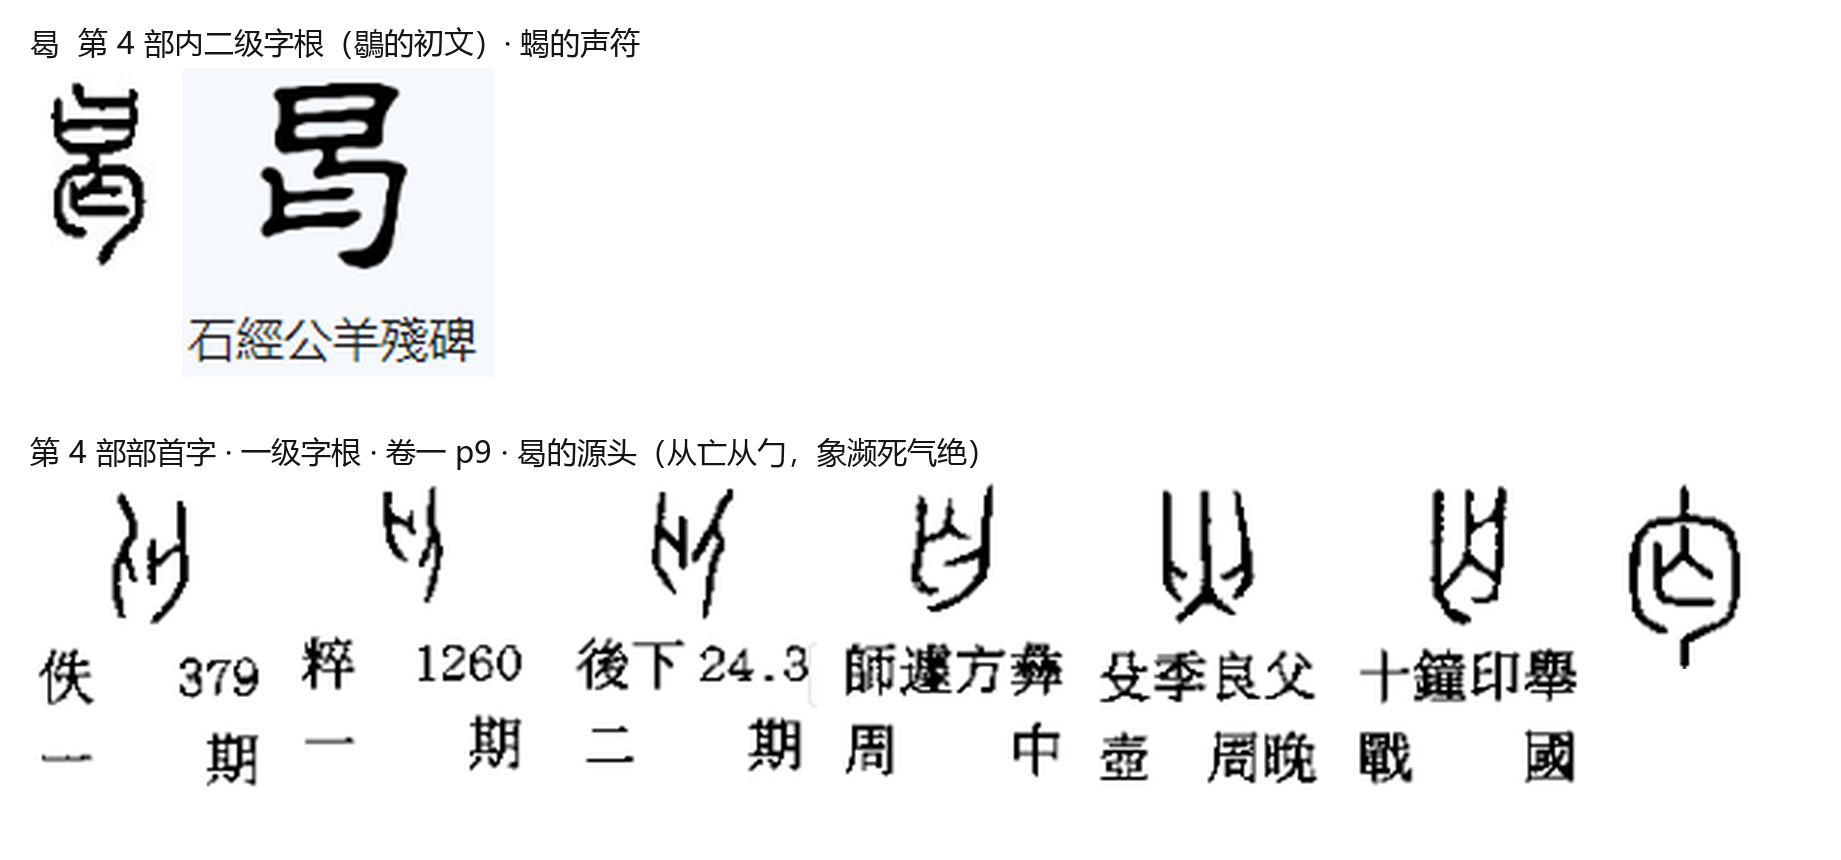 曷 第 4 部内二级字根（鶡的初文）· 蝎的声符
石經公羊殘碑
第 4 部部首字 · 一级字根 · 卷一 p9 · 曷的源头（从亡从勹，象濒死气绝）
佚 379 粹 1260 後下 24.3 師遽方彝 殳季良父 十鐘印舉
一 期 一 期 二 期 周 中 壺 周晚 戰 國